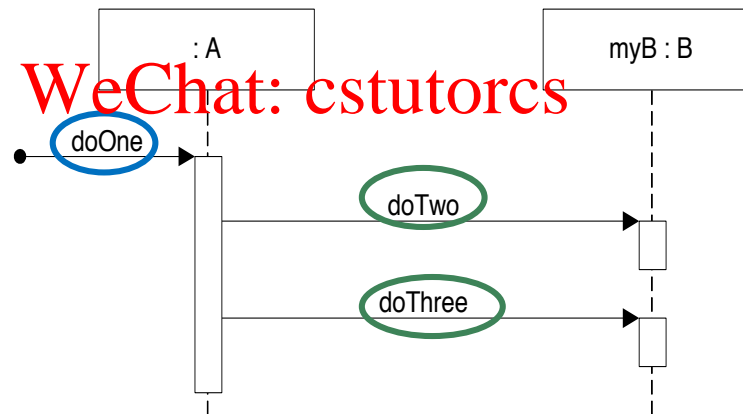 : A
myB : B
WeChat: cstutorcs
doOne
doTwo
doThree